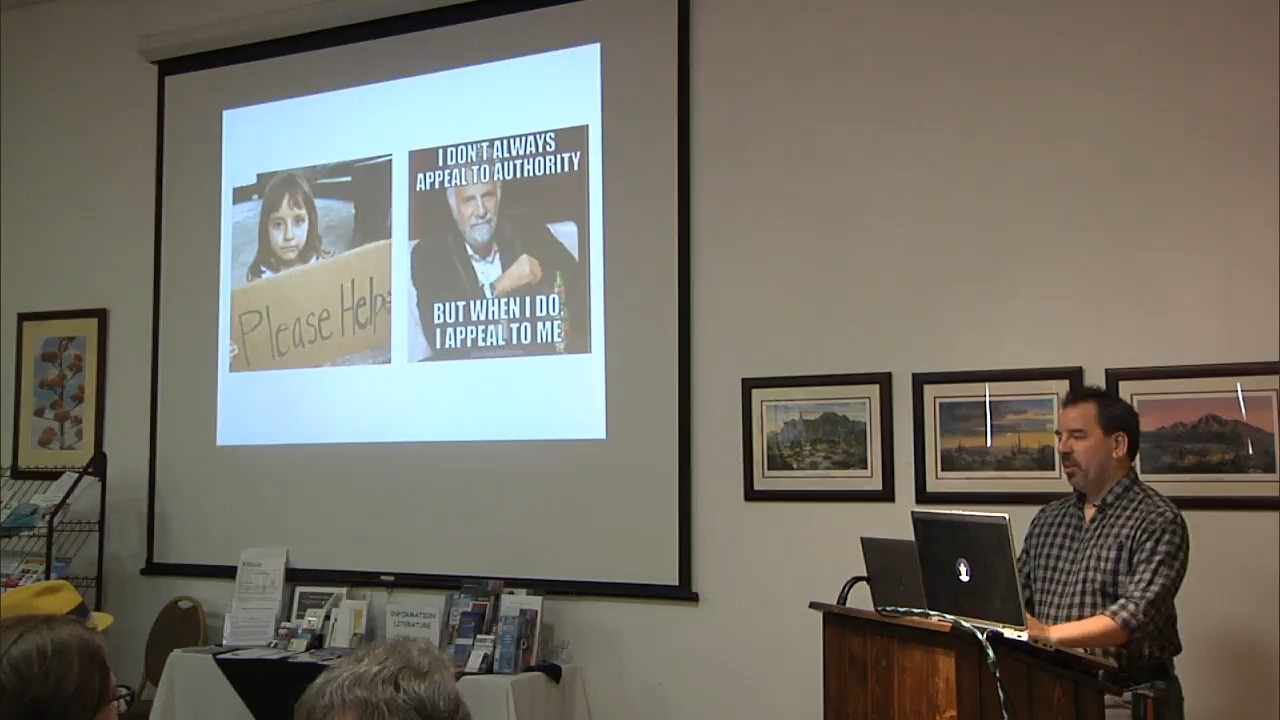 Please Help
I DON'T ALWAYS
APPEAL TO AUTHORITY
BUT WHEN I DO,
I APPEAL TO ME
INFORMATION
LITERATURE